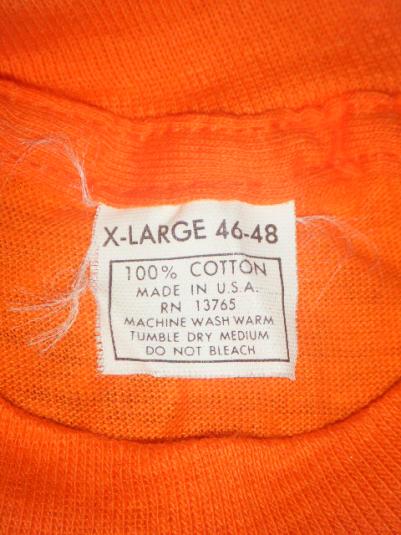 X-LARGE 46-48
100% COTTON
MADE IN U.S.A.
RN 13765
MACHINE WASH WARM
TUMBLE DRY MEDIUM
DO NOT BLEACH